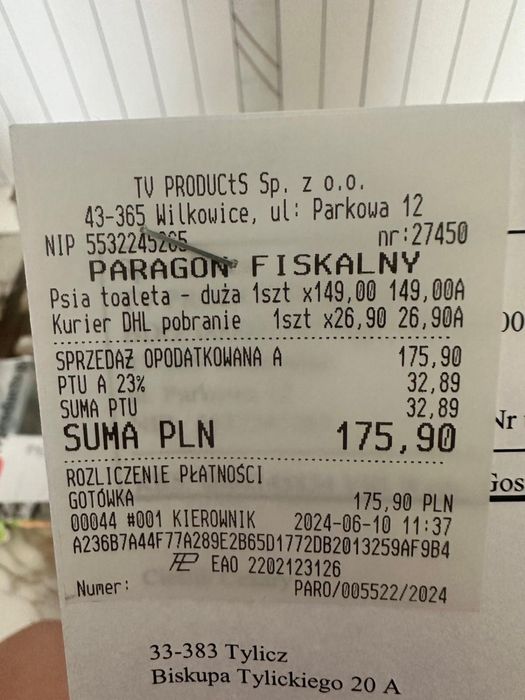 TV PRODUCtS Sp. z o.o.
43-365 Wilkowice, ul: Parkowa 12
NIP 5532245265 nr:27450
PARAGON FISKALNY
Psia toaleta - duża 1szt x149,00 149,00A
Kurier DHL pobranie 1szt x26,90 26,90A
SPRZEDAŻ OPODATKOWANA A 175,90
PTU A 23% 32,89
SUMA PTU 32,89
SUMA PLN 175,90
ROZLICZENIE PŁATNOŚCI
GOTÓWKA 175,90 PLN
00044 #001 KIEROWNIK 2024-06-10 11:37
A236B7A44F77A289E2B65D1772DB2013259AF9B4
EAO 2202123126
Numer: PARO/005522/2024
33-383 Tylicz
Biskupa Tylickiego 20 A